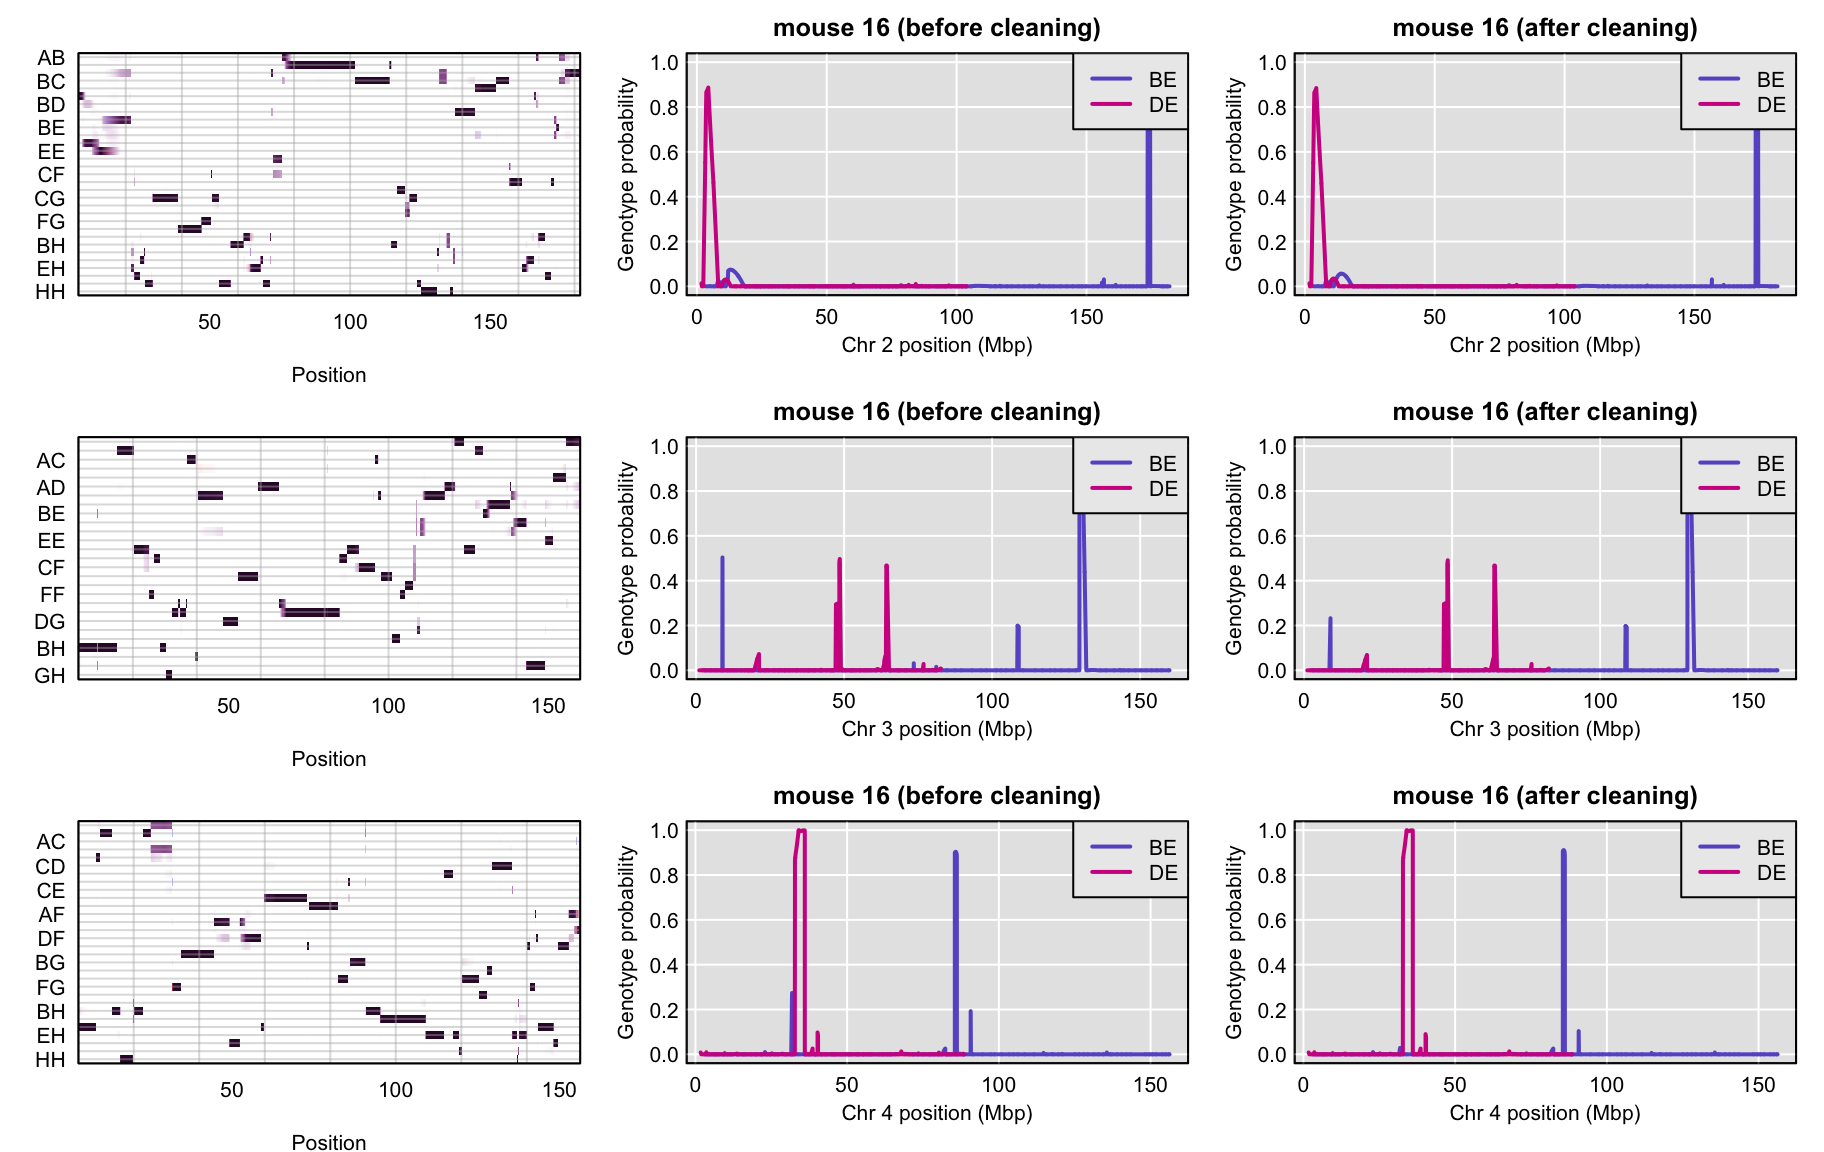 AB
BC
BD
BE
EE
CF
CG
FG
BH
EH
HH
50 100 150
Position
mouse 16 (before cleaning)
Genotype probability
1.0
0.8
0.6
0.4
0.2
0.0
BE
DE
0 50 100 150
Chr 2 position (Mbp)
mouse 16 (after cleaning)
Genotype probability
1.0
0.8
0.6
0.4
0.2
0.0
BE
DE
0 50 100 150
Chr 2 position (Mbp)
AC
AD
BE
EE
CF
FF
DG
BH
GH
50 100 150
Position
mouse 16 (before cleaning)
Genotype probability
1.0
0.8
0.6
0.4
0.2
0.0
BE
DE
0 50 100 150
Chr 3 position (Mbp)
mouse 16 (after cleaning)
Genotype probability
1.0
0.8
0.6
0.4
0.2
0.0
BE
DE
0 50 100 150
Chr 3 position (Mbp)
AC
CD
CE
AF
DF
BG
FG
BH
EH
HH
50 100 150
Position
mouse 16 (before cleaning)
Genotype probability
1.0
0.8
0.6
0.4
0.2
0.0
BE
DE
0 50 100 150
Chr 4 position (Mbp)
mouse 16 (after cleaning)
Genotype probability
1.0
0.8
0.6
0.4
0.2
0.0
BE
DE
0 50 100 150
Chr 4 position (Mbp)